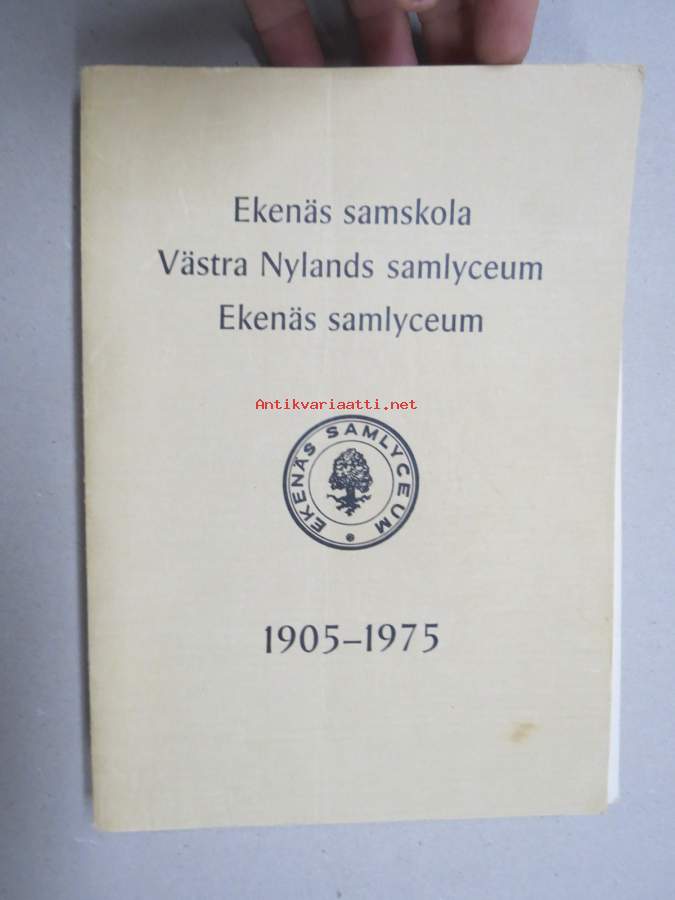 Ekenäs samskola
Västra Nylands samlyceum
Ekenäs samlyceum
Antikvariaatti.net
EKENÄS SAMLYCEUM
1905–1975